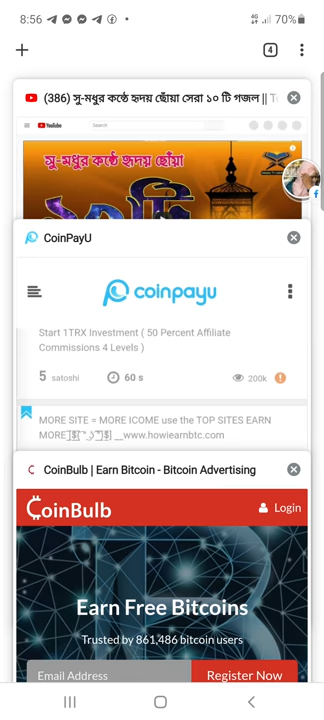 8:56
4G
70%
4
(386) সু-মধুর কন্ঠে হৃদয় ছোঁয়া সেরা ১০ টি গজল ||
YouTube
Search
সু-মধুর কন্ঠে হৃদয় ছোঁয়া
CoinPayU
coinpayu
Start 1TRX Investment ( 50 Percent Affiliate
Commissions 4 Levels )
5 satoshi
60 s
200k
MORE SITE = MORE ICOME use the TOP SITES EARN
MORE
__www.howiearnbtc.com
CoinBulb | Earn Bitcoin - Bitcoin Advertising
CoinBulb
Login
Earn Free Bitcoins
Trusted by 861,486 bitcoin users
Email Address
Register Now